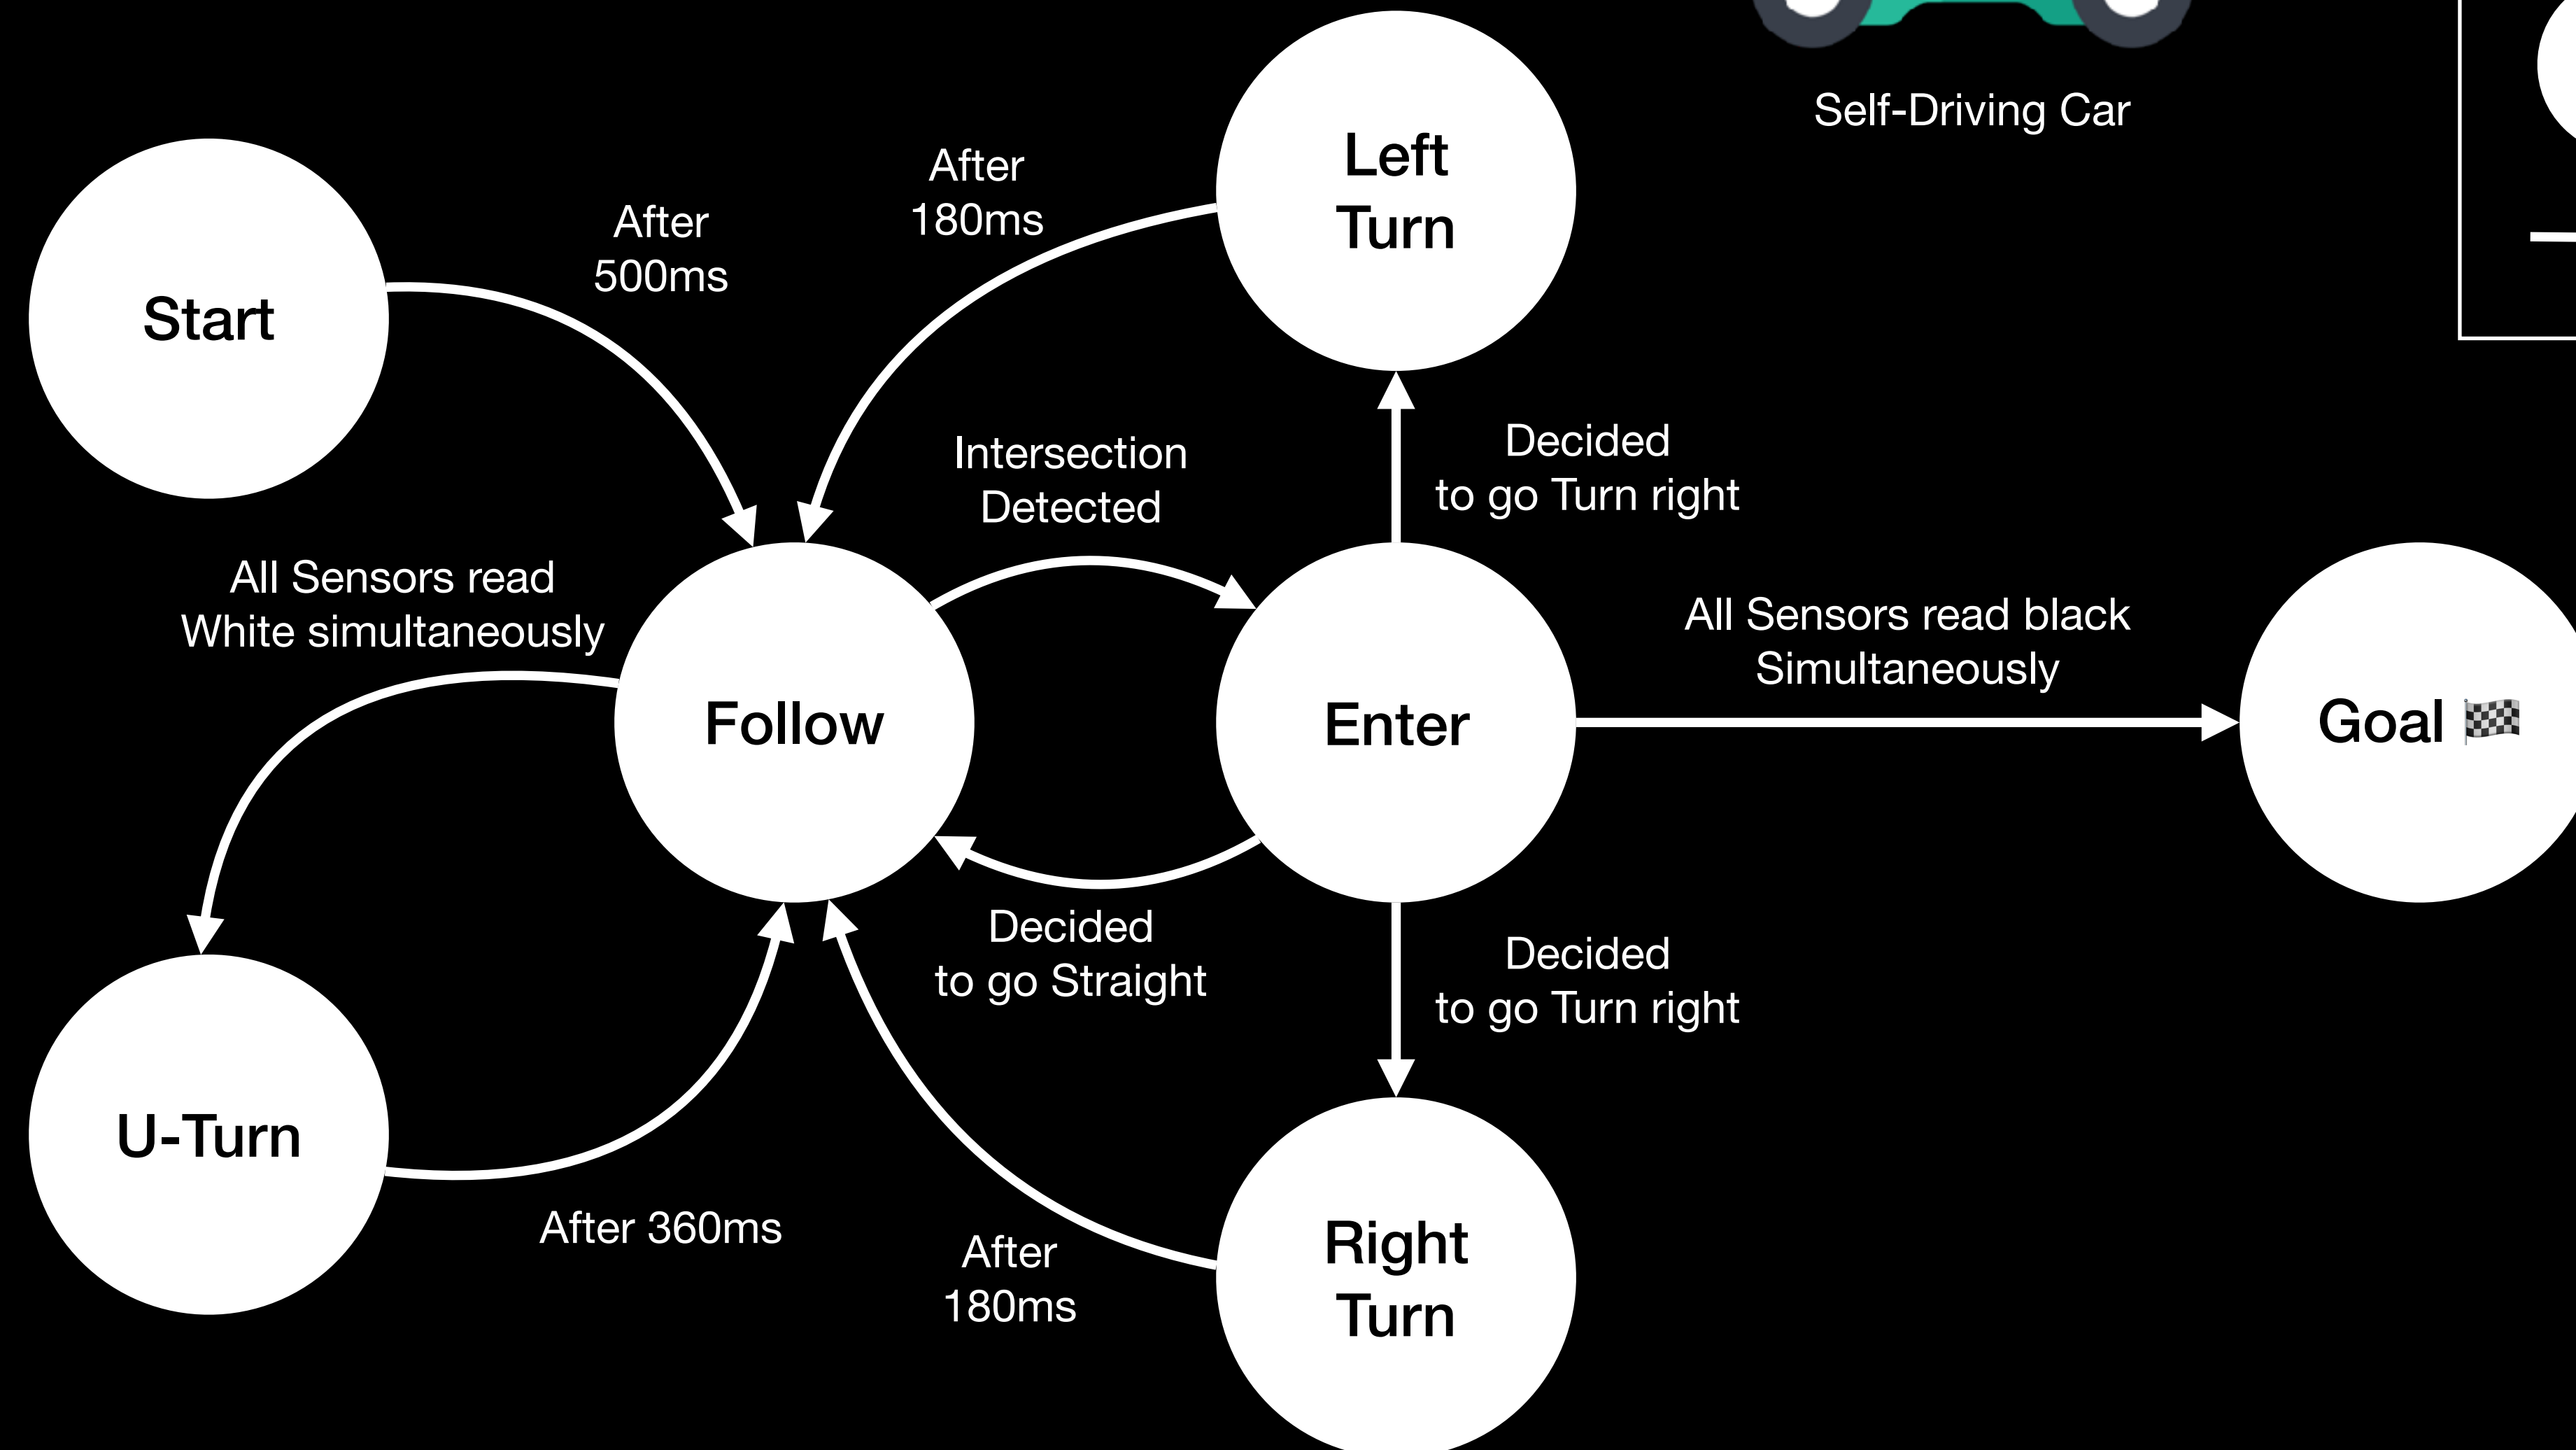 Self-Driving Car
Left
Turn
After
180ms
After
500ms
Start
Decided
to go Turn right
Intersection
Detected
All Sensors read
White simultaneously
All Sensors read black
Simultaneously
Follow
Enter
Goal 🏁
Decided
to go Straight
Decided
to go Turn right
U-Turn
After 360ms
After
180ms
Right
Turn